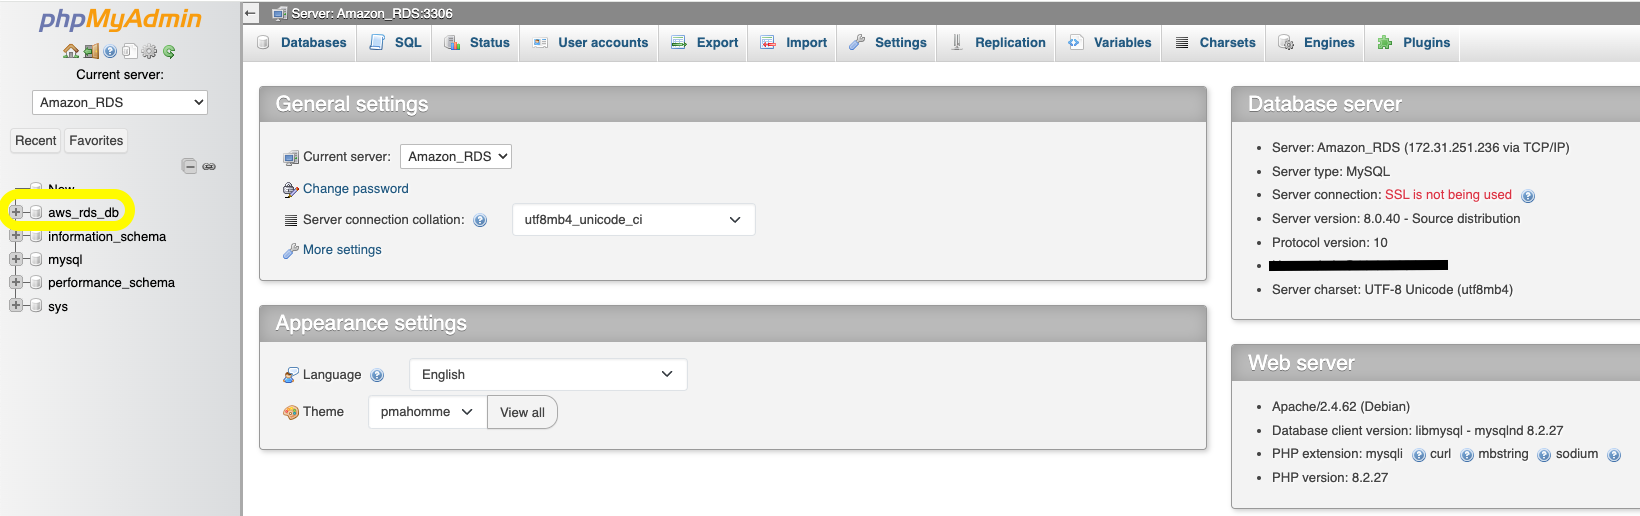 phpMyAdmin
Current server:
Amazon_RDS
Recent Favorites
New
aws_rds_db
information_schema
mysql
performance_schema
sys
Server: Amazon_RDS:3306
Databases SQL Status User accounts Export Import Settings Replication Variables Charsets Engines Plugins
General settings
Current server: Amazon_RDS
Change password
Server connection collation: utf8mb4_unicode_ci
More settings
Appearance settings
Language English
Theme pmahomme View all
Database server
Server: Amazon_RDS (172.31.251.236 via TCP/IP)
Server type: MySQL
Server connection: SSL is not being used
Server version: 8.0.40 - Source distribution
Protocol version: 10
Server charset: UTF-8 Unicode (utf8mb4)
Web server
Apache/2.4.62 (Debian)
Database client version: libmysql - mysqlnd 8.2.27
PHP extension: mysqli curl mbstring sodium
PHP version: 8.2.27